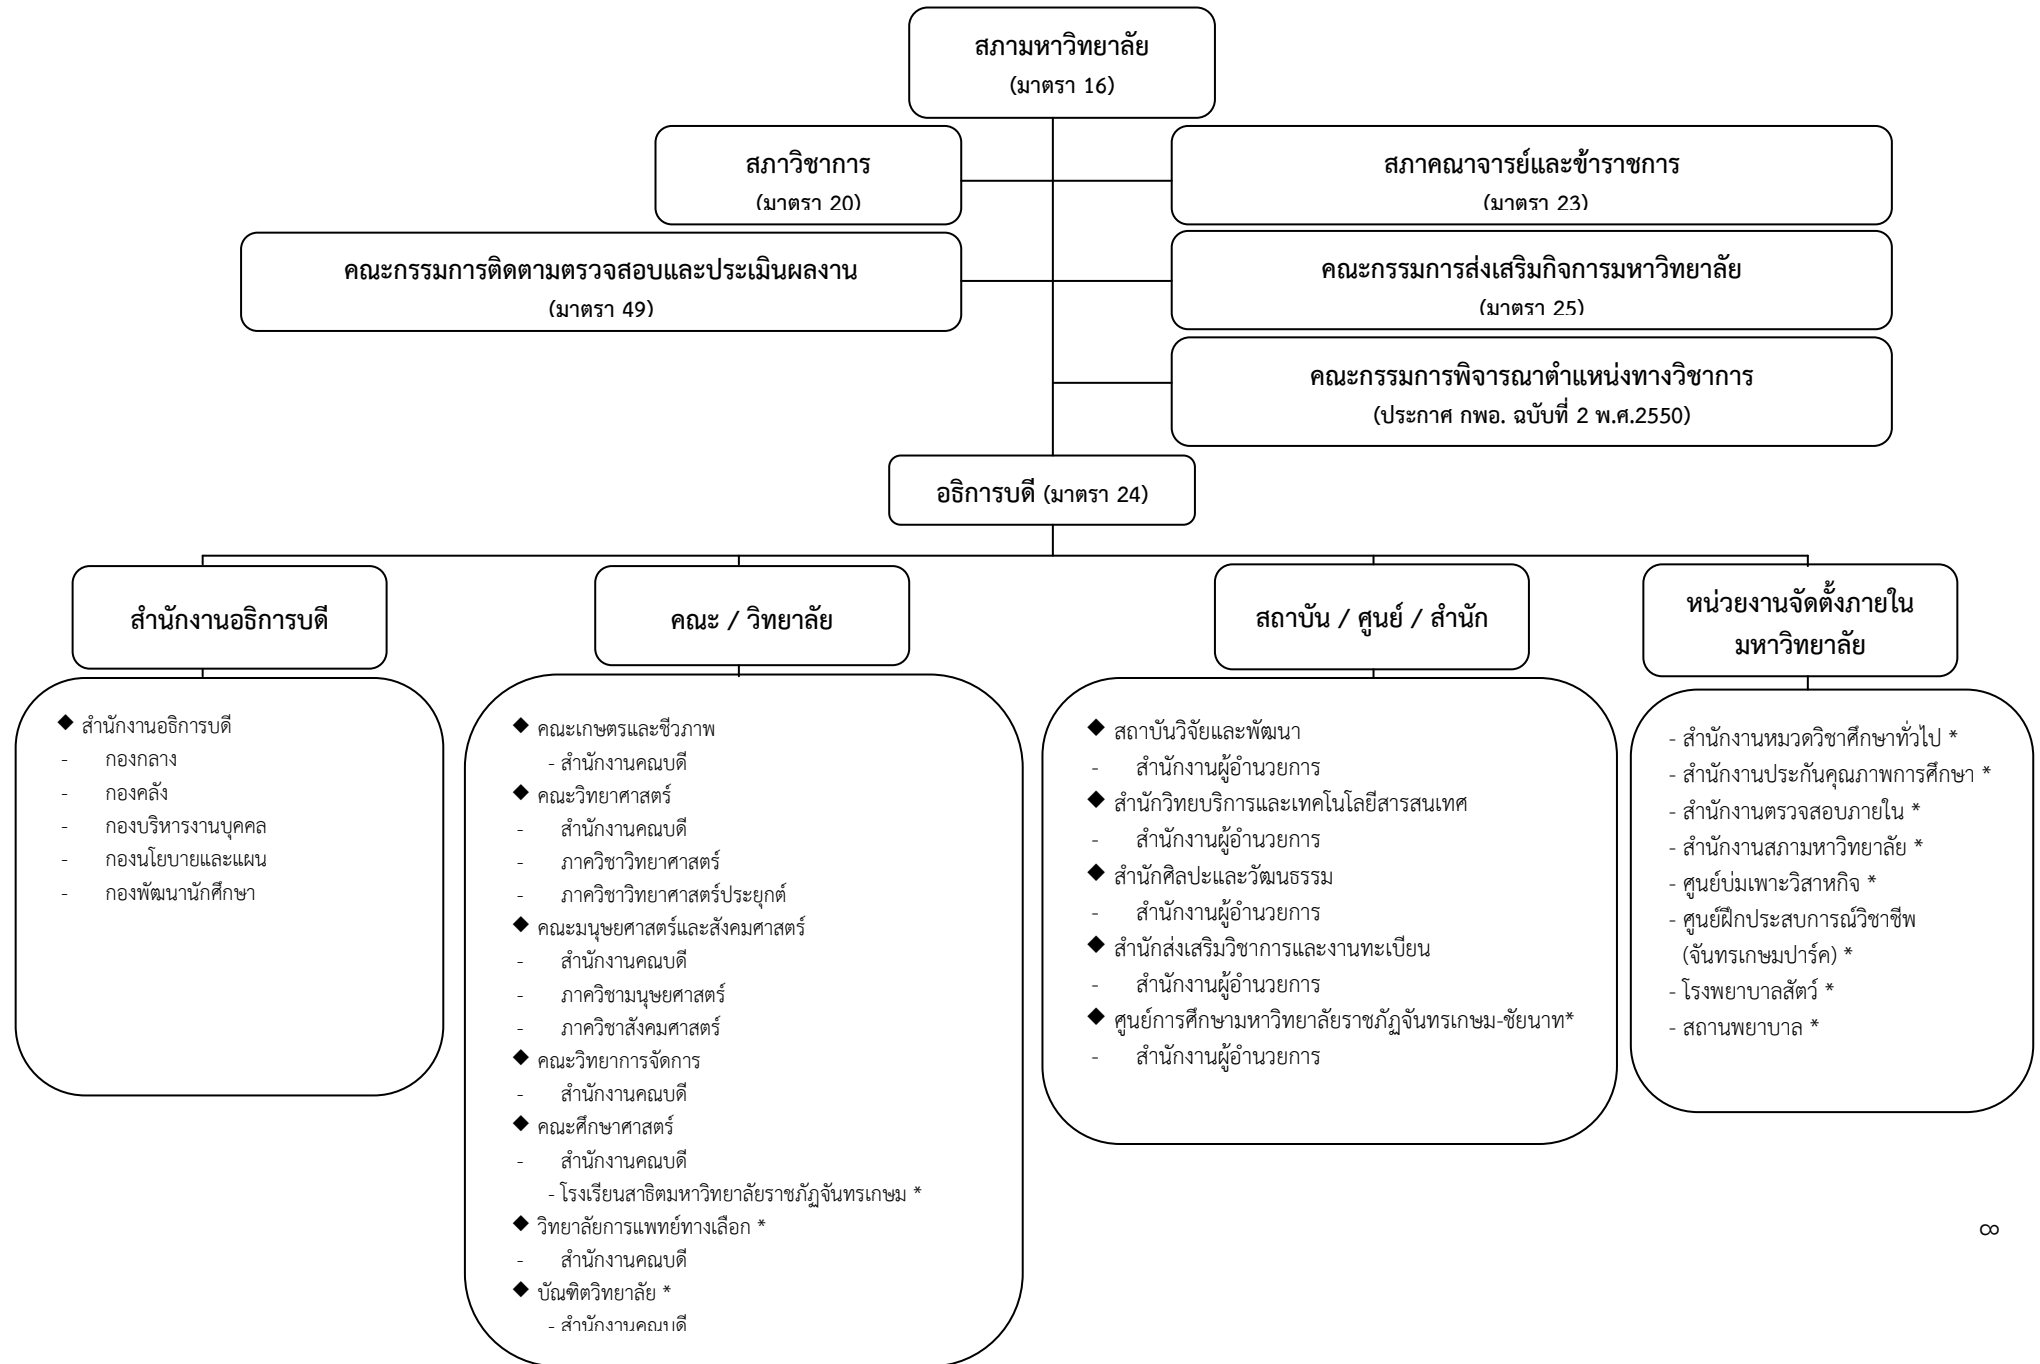 สภามหาวิทยาลัย
(มาตรา 16)
สภาวิชาการ
(มาตรา 20)
สภาคณาจารย์และข้าราชการ
(มาตรา 23)
คณะกรรมการติดตามตรวจสอบและประเมินผลงาน
(มาตรา 49)
คณะกรรมการส่งเสริมกิจการมหาวิทยาลัย
(มาตรา 25)
คณะกรรมการพิจารณาตำแหน่งทางวิชาการ
(ประกาศ กพอ. ฉบับที่ 2 พ.ศ.2550)
อธิการบดี (มาตรา 24)
สำนักงานอธิการบดี
◆ สำนักงานอธิการบดี
- กองกลาง
- กองคลัง
- กองบริหารงานบุคคล
- กองนโยบายและแผน
- กองพัฒนานักศึกษา
คณะ / วิทยาลัย
◆ คณะเกษตรและชีวภาพ
- สำนักงานคณบดี
◆ คณะวิทยาศาสตร์
- สำนักงานคณบดี
- ภาควิชาวิทยาศาสตร์
- ภาควิชาวิทยาศาสตร์ประยุกต์
◆ คณะมนุษยศาสตร์และสังคมศาสตร์
- สำนักงานคณบดี
- ภาควิชามนุษยศาสตร์
- ภาควิชาสังคมศาสตร์
◆ คณะวิทยาการจัดการ
- สำนักงานคณบดี
◆ คณะศึกษาศาสตร์
- สำนักงานคณบดี
- โรงเรียนสาธิตมหาวิทยาลัยราชภัฏจันทรเกษม *
◆ วิทยาลัยการแพทย์ทางเลือก *
- สำนักงานคณบดี
◆ บัณฑิตวิทยาลัย *
- สำนักงานคณบดี
สถาบัน / ศูนย์ / สำนัก
◆ สถาบันวิจัยและพัฒนา
- สำนักงานผู้อำนวยการ
◆ สำนักวิทยบริการและเทคโนโลยีสารสนเทศ
- สำนักงานผู้อำนวยการ
◆ สำนักศิลปะและวัฒนธรรม
- สำนักงานผู้อำนวยการ
◆ สำนักส่งเสริมวิชาการและงานทะเบียน
- สำนักงานผู้อำนวยการ
◆ ศูนย์การศึกษามหาวิทยาลัยราชภัฏจันทรเกษม-ชัยนาท*
- สำนักงานผู้อำนวยการ
หน่วยงานจัดตั้งภายใน
มหาวิทยาลัย
- สำนักงานหมวดวิชาศึกษาทั่วไป *
- สำนักงานประกันคุณภาพการศึกษา *
- สำนักงานตรวจสอบภายใน *
- สำนักงานสภามหาวิทยาลัย *
- ศูนย์บ่มเพาะวิสาหกิจ *
- ศูนย์ฝึกประสบการณ์วิชาชีพ
(จันทรเกษมปาร์ค) *
- โรงพยาบาลสัตว์ *
- สถานพยาบาล *
8